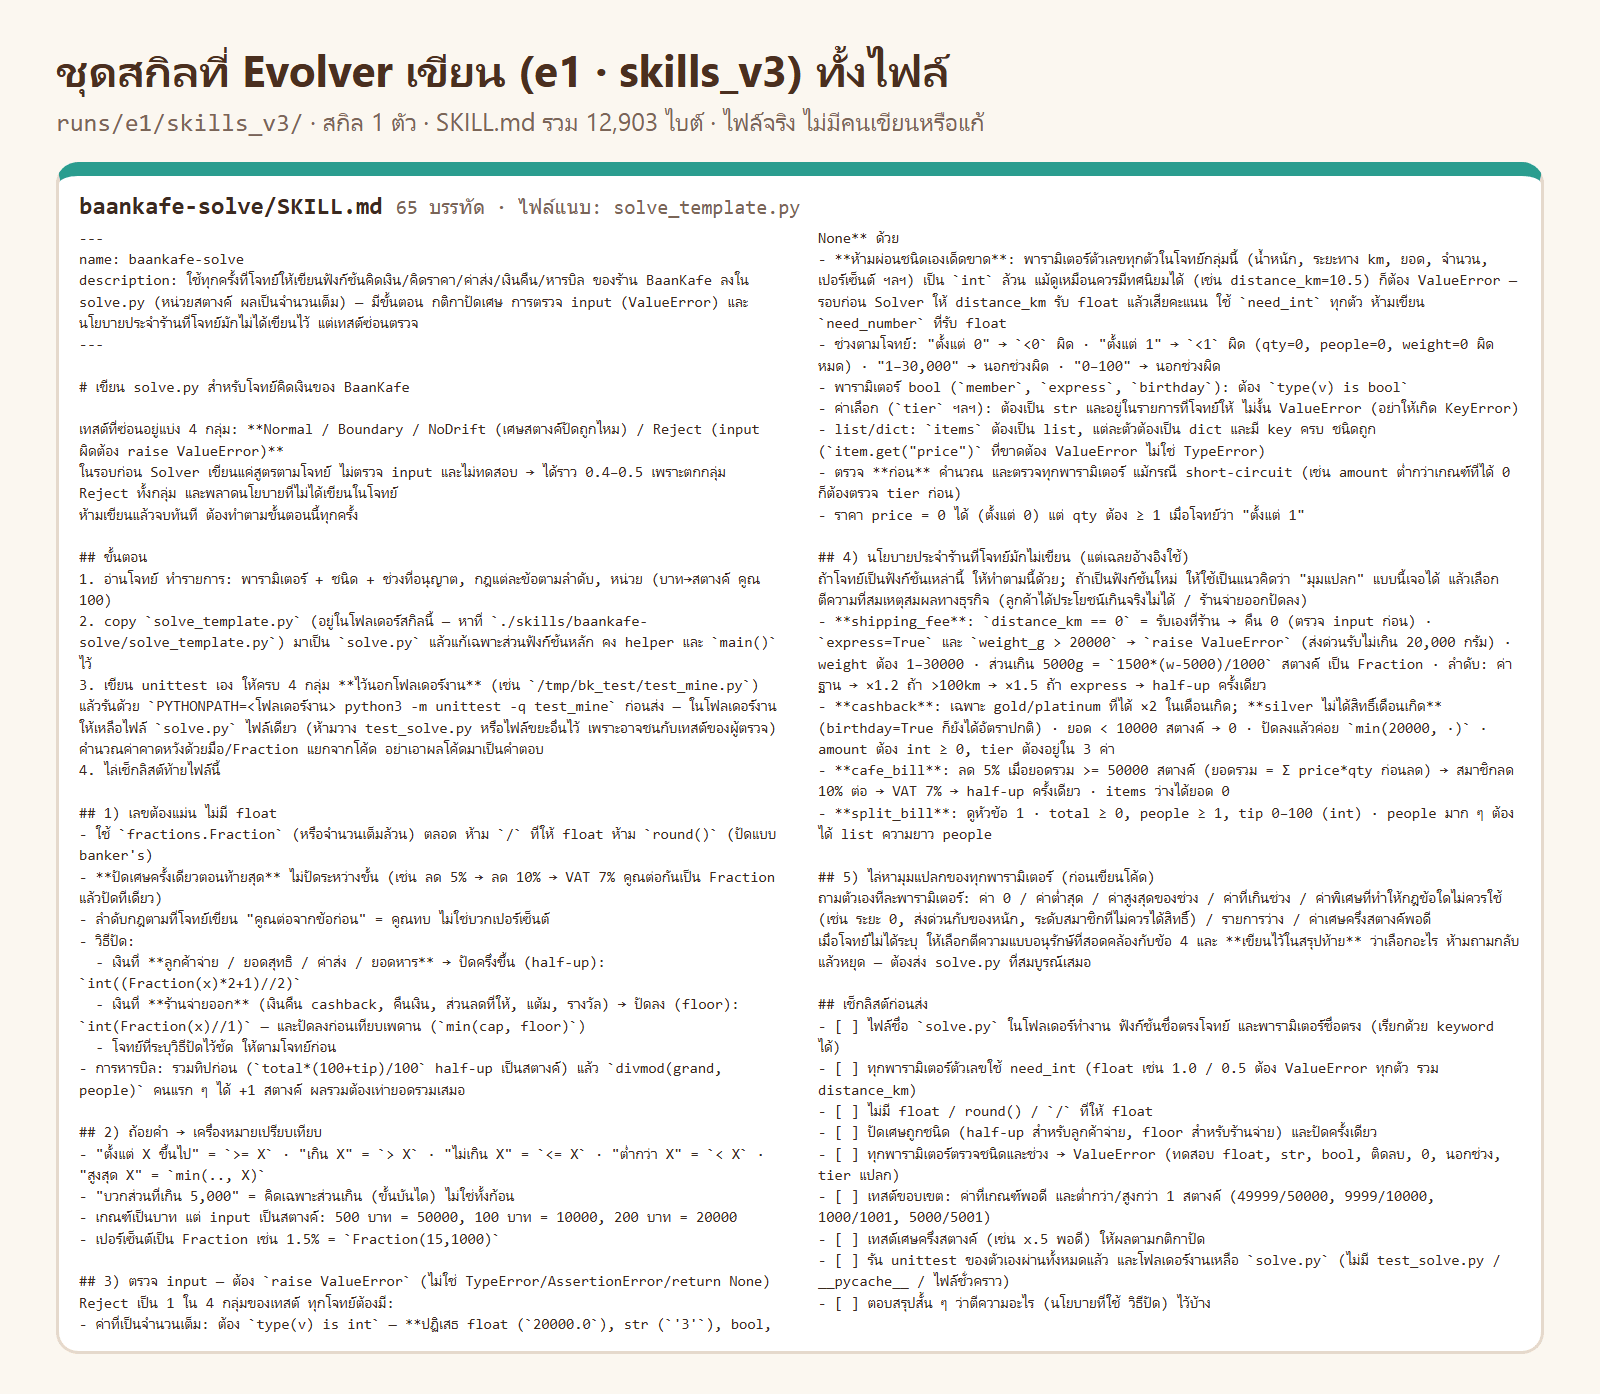 ชุดสกิลที่ Evolver เขียน (e1 · skills_v3) ทั้งไฟล์
runs/e1/skills_v3/ · สกิล 1 ตัว · SKILL.md รวม 12,903 ไบต์ · ไฟล์จริง ไม่มีคนเขียนหรือแก้
baankafe-solve/SKILL.md 65 บรรทัด · ไฟล์แนบ: solve_template.py
---
name: baankafe-solve
description: ใช้ทุกครั้งที่โจทย์ให้เขียนฟังก์ชันคิดเงิน/คิดราคา/ค่าส่ง/เงินคืน/หารบิล ของร้าน BaanKafe ลงใน
solve.py (หน่วยสตางค์ ผลเป็นจำนวนเต็ม) — มีขั้นตอน กติกาปัดเศษ การตรวจ input (ValueError) และ
นโยบายประจำร้านที่โจทย์มักไม่ได้เขียนไว้ แต่เทสต์ซ่อนตรวจ
---
# เขียน solve.py สำหรับโจทย์คิดเงินของ BaanKafe
เทสต์ที่ซ่อนอยู่แบ่ง 4 กลุ่ม: **Normal / Boundary / NoDrift (เศษสตางค์ปัดถูกไหม) / Reject (input
ผิดต้อง raise ValueError)**
ในรอบก่อน Solver เขียนแค่สูตรตามโจทย์ ไม่ตรวจ input และไม่ทดสอบ → ได้ราว 0.4–0.5 เพราะตกกลุ่ม
Reject ทั้งกลุ่ม และพลาดนโยบายที่ไม่ได้เขียนในโจทย์
ห้ามเขียนแล้วจบทันที ต้องทำตามขั้นตอนนี้ทุกครั้ง
## ขั้นตอน
1. อ่านโจทย์ ทำรายการ: พารามิเตอร์ + ชนิด + ช่วงที่อนุญาต, กฎแต่ละข้อตามลำดับ, หน่วย (บาท→สตางค์ คูณ
100)
2. copy `solve_template.py` (อยู่ในโฟลเดอร์สกิลนี้ — หาที่ `./skills/baankafe-
solve/solve_template.py`) มาเป็น `solve.py` แล้วแก้เฉพาะส่วนฟังก์ชันหลัก คง helper และ `main()`
ไว้
3. เขียน unittest เอง ให้ครบ 4 กลุ่ม **ไว้นอกโฟลเดอร์งาน** (เช่น `/tmp/bk_test/test_mine.py`)
แล้วรันด้วย `PYTHONPATH=<โฟลเดอร์งาน> python3 -m unittest -q test_mine` ก่อนส่ง — ในโฟลเดอร์งาน
ให้เหลือไฟล์ `solve.py` ไฟล์เดียว (ห้ามวาง test_solve.py หรือไฟล์ขยะอื่นไว้ เพราะอาจชนกับเทสต์ของผู้ตรวจ)
คำนวณค่าคาดหวังด้วยมือ/Fraction แยกจากโค้ด อย่าเอาผลโค้ดมาเป็นคำตอบ
4. ไล่เช็กลิสต์ท้ายไฟล์นี้
## 1) เลขต้องแม่น ไม่มี float
- ใช้ `fractions.Fraction` (หรือจำนวนเต็มล้วน) ตลอด ห้าม `/` ที่ให้ float ห้าม `round()` (ปัดแบบ
banker's)
- **ปัดเศษครั้งเดียวตอนท้ายสุด** ไม่ปัดระหว่างขั้น (เช่น ลด 5% → ลด 10% → VAT 7% คูณต่อกันเป็น Fraction
แล้วปัดทีเดียว)
- ลำดับกฎตามที่โจทย์เขียน "คูณต่อจากข้อก่อน" = คูณทบ ไม่ใช่บวกเปอร์เซ็นต์
- วิธีปัด:
- เงินที่ **ลูกค้าจ่าย / ยอดสุทธิ / ค่าส่ง / ยอดหาร** → ปัดครึ่งขึ้น (half-up):
`int((Fraction(x)*2+1)//2)`
- เงินที่ **ร้านจ่ายออก** (เงินคืน cashback, คืนเงิน, ส่วนลดที่ให้, แต้ม, รางวัล) → ปัดลง (floor):
`int(Fraction(x)//1)` — และปัดลงก่อนเทียบเพดาน (`min(cap, floor)`)
- โจทย์ที่ระบุวิธีปัดไว้ชัด ให้ตามโจทย์ก่อน
- การหารบิล: รวมทิปก่อน (`total*(100+tip)/100` half-up เป็นสตางค์) แล้ว `divmod(grand,
people)` คนแรก ๆ ได้ +1 สตางค์ ผลรวมต้องเท่ายอดรวมเสมอ
## 2) ถ้อยคำ → เครื่องหมายเปรียบเทียบ
- "ตั้งแต่ X ขึ้นไป" = `>= X` · "เกิน X" = `> X` · "ไม่เกิน X" = `<= X` · "ต่ำกว่า X" = `< X` ·
"สูงสุด X" = `min(.., X)`
- "บวกส่วนที่เกิน 5,000" = คิดเฉพาะส่วนเกิน (ขั้นบันได) ไม่ใช่ทั้งก้อน
- เกณฑ์เป็นบาท แต่ input เป็นสตางค์: 500 บาท = 50000, 100 บาท = 10000, 200 บาท = 20000
- เปอร์เซ็นต์เป็น Fraction เช่น 1.5% = `Fraction(15,1000)`
## 3) ตรวจ input — ต้อง `raise ValueError` (ไม่ใช่ TypeError/AssertionError/return None)
Reject เป็น 1 ใน 4 กลุ่มของเทสต์ ทุกโจทย์ต้องมี:
- ค่าที่เป็นจำนวนเต็ม: ต้อง `type(v) is int` — **ปฏิเสธ float (`20000.0`), str (`'3'`), bool,
None** ด้วย
- **ห้ามผ่อนชนิดเองเด็ดขาด**: พารามิเตอร์ตัวเลขทุกตัวในโจทย์กลุ่มนี้ (น้ำหนัก, ระยะทาง km, ยอด, จำนวน,
เปอร์เซ็นต์ ฯลฯ) เป็น `int` ล้วน แม้ดูเหมือนควรมีทศนิยมได้ (เช่น distance_km=10.5) ก็ต้อง ValueError —
รอบก่อน Solver ให้ distance_km รับ float แล้วเสียคะแนน ใช้ `need_int` ทุกตัว ห้ามเขียน
`need_number` ที่รับ float
- ช่วงตามโจทย์: "ตั้งแต่ 0" → `<0` ผิด · "ตั้งแต่ 1" → `<1` ผิด (qty=0, people=0, weight=0 ผิด
หมด) · "1–30,000" → นอกช่วงผิด · "0–100" → นอกช่วงผิด
- พารามิเตอร์ bool (`member`, `express`, `birthday`): ต้อง `type(v) is bool`
- ค่าเลือก (`tier` ฯลฯ): ต้องเป็น str และอยู่ในรายการที่โจทย์ให้ ไม่งั้น ValueError (อย่าให้เกิด KeyError)
- list/dict: `items` ต้องเป็น list, แต่ละตัวต้องเป็น dict และมี key ครบ ชนิดถูก
(`item.get("price")` ที่ขาดต้อง ValueError ไม่ใช่ TypeError)
- ตรวจ **ก่อน** คำนวณ และตรวจทุกพารามิเตอร์ แม้กรณี short-circuit (เช่น amount ต่ำกว่าเกณฑ์ที่ได้ 0
ก็ต้องตรวจ tier ก่อน)
- ราคา price = 0 ได้ (ตั้งแต่ 0) แต่ qty ต้อง ≥ 1 เมื่อโจทย์ว่า "ตั้งแต่ 1"
## 4) นโยบายประจำร้านที่โจทย์มักไม่เขียน (แต่เฉลยอ้างอิงใช้)
ถ้าโจทย์เป็นฟังก์ชันเหล่านี้ ให้ทำตามนี้ด้วย; ถ้าเป็นฟังก์ชันใหม่ ให้ใช้เป็นแนวคิดว่า "มุมแปลก" แบบนี้เจอได้ แล้วเลือก
ตีความที่สมเหตุสมผลทางธุรกิจ (ลูกค้าได้ประโยชน์เกินจริงไม่ได้ / ร้านจ่ายออกปัดลง)
- **shipping_fee**: `distance_km == 0` = รับเองที่ร้าน → คืน 0 (ตรวจ input ก่อน) ·
`express=True` และ `weight_g > 20000` → `raise ValueError` (ส่งด่วนรับไม่เกิน 20,000 กรัม) ·
weight ต้อง 1–30000 · ส่วนเกิน 5000g = `1500*(w-5000)/1000` สตางค์ เป็น Fraction · ลำดับ: ค่า
ฐาน → ×1.2 ถ้า >100km → ×1.5 ถ้า express → half-up ครั้งเดียว
- **cashback**: เฉพาะ gold/platinum ที่ได้ ×2 ในเดือนเกิด; **silver ไม่ได้สิทธิ์เดือนเกิด**
(birthday=True ก็ยังได้อัตราปกติ) · ยอด < 10000 สตางค์ → 0 · ปัดลงแล้วค่อย `min(20000, ·)` ·
amount ต้อง int ≥ 0, tier ต้องอยู่ใน 3 ค่า
- **cafe_bill**: ลด 5% เมื่อยอดรวม >= 50000 สตางค์ (ยอดรวม = Σ price*qty ก่อนลด) → สมาชิกลด
10% ต่อ → VAT 7% → half-up ครั้งเดียว · items ว่างได้ยอด 0
- **split_bill**: ดูหัวข้อ 1 · total ≥ 0, people ≥ 1, tip 0–100 (int) · people มาก ๆ ต้อง
ได้ list ความยาว people
## 5) ไล่หามุมแปลกของทุกพารามิเตอร์ (ก่อนเขียนโค้ด)
ถามตัวเองทีละพารามิเตอร์: ค่า 0 / ค่าต่ำสุด / ค่าสูงสุดของช่วง / ค่าที่เกินช่วง / ค่าพิเศษที่ทำให้กฎข้อใดไม่ควรใช้
(เช่น ระยะ 0, ส่งด่วนกับของหนัก, ระดับสมาชิกที่ไม่ควรได้สิทธิ์) / รายการว่าง / ค่าเศษครึ่งสตางค์พอดี
เมื่อโจทย์ไม่ได้ระบุ ให้เลือกตีความแบบอนุรักษ์ที่สอดคล้องกับข้อ 4 และ **เขียนไว้ในสรุปท้าย** ว่าเลือกอะไร ห้ามถามกลับ
แล้วหยุด — ต้องส่ง solve.py ที่สมบูรณ์เสมอ
## เช็กลิสต์ก่อนส่ง
- [ ] ไฟล์ชื่อ `solve.py` ในโฟลเดอร์ทำงาน ฟังก์ชันชื่อตรงโจทย์ และพารามิเตอร์ชื่อตรง (เรียกด้วย keyword
ได้)
- [ ] ทุกพารามิเตอร์ตัวเลขใช้ need_int (float เช่น 1.0 / 0.5 ต้อง ValueError ทุกตัว รวม
distance_km)
- [ ] ไม่มี float / round() / `/` ที่ให้ float
- [ ] ปัดเศษถูกชนิด (half-up สำหรับลูกค้าจ่าย, floor สำหรับร้านจ่าย) และปัดครั้งเดียว
- [ ] ทุกพารามิเตอร์ตรวจชนิดและช่วง → ValueError (ทดสอบ float, str, bool, ติดลบ, 0, นอกช่วง,
tier แปลก)
- [ ] เทสต์ขอบเขต: ค่าที่เกณฑ์พอดี และต่ำกว่า/สูงกว่า 1 สตางค์ (49999/50000, 9999/10000,
1000/1001, 5000/5001)
- [ ] เทสต์เศษครึ่งสตางค์ (เช่น x.5 พอดี) ให้ผลตามกติกาปัด
- [ ] รัน unittest ของตัวเองผ่านทั้งหมดแล้ว และโฟลเดอร์งานเหลือ `solve.py` (ไม่มี test_solve.py /
__pycache__ / ไฟล์ชั่วคราว)
- [ ] ตอบสรุปสั้น ๆ ว่าตีความอะไร (นโยบายที่ใช้ วิธีปัด) ไว้บ้าง